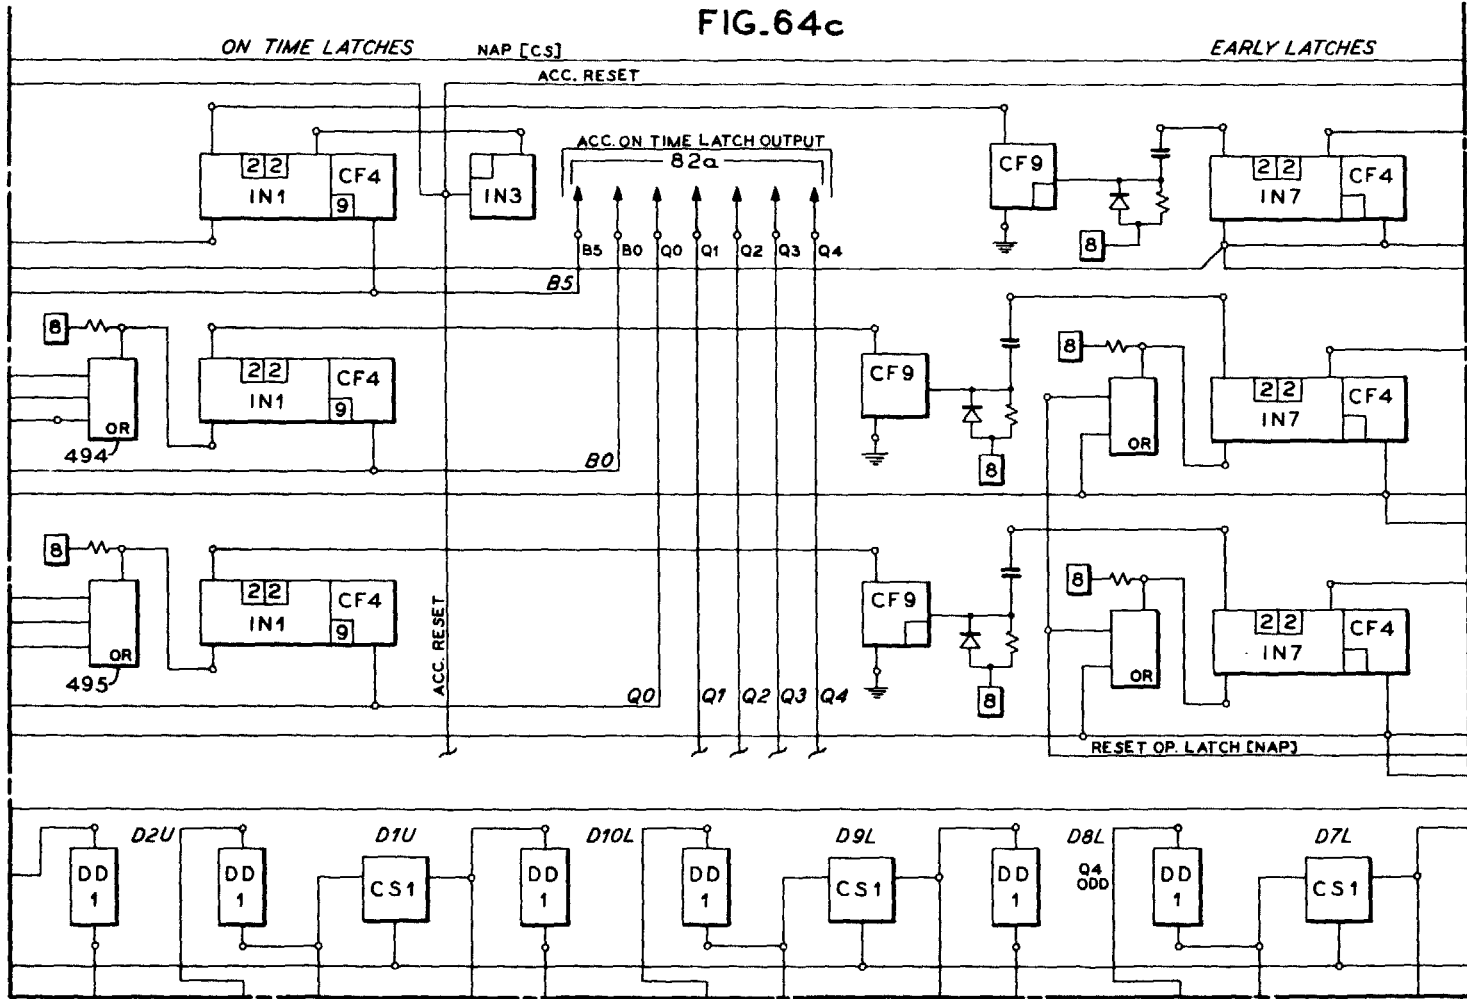 FIG.64c
ON TIME LATCHES
NAP [CS]
EARLY LATCHES
ACC. RESET
ACC. ON TIME LATCH OUTPUT
82a
2 2
IN1
CF4
9
IN3
CF9
8
2 2
IN7
CF4
B5
B0
Q0
Q1
Q2
Q3
Q4
B5
8
OR
494
2 2
IN1
CF4
9
B0
CF9
8
8
OR
2 2
IN7
CF4
8
OR
495
2 2
IN1
CF4
9
ACC. RESET
Q0
Q1
Q2
Q3
Q4
CF9
8
8
OR
2 2
IN7
CF4
RESET OP. LATCH [NAP]
D2U
D1U
D10L
D9L
D8L
D7L
Q4
ODD
DD
1
DD
1
CS1
DD
1
DD
1
CS1
DD
1
DD
1
CS1